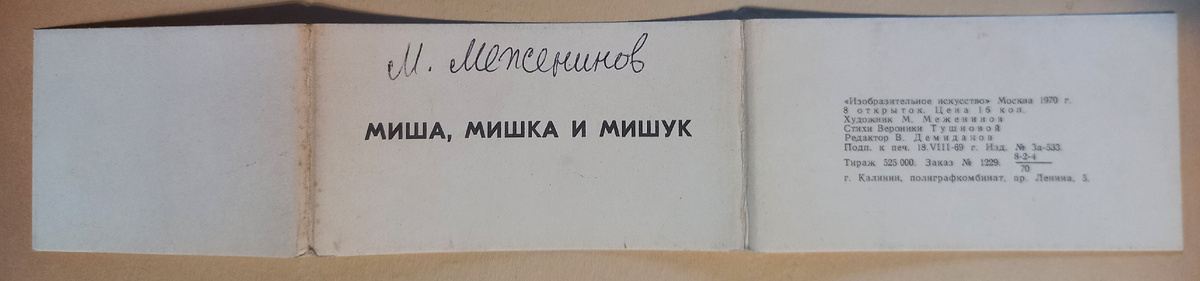 М. Меженинов
МИША, МИШКА И МИШУК
«Изобразительное искусство» Москва 1970 г.
8 открыток. Цена 16 коп.
Художник М. Меженинов
Стихи Вероники Тушновой
Редактор В. Демиданов
Подп. к печ. 18.VIII-69 г. Изд. № 3а-533.
Тираж 525 000. Заказ № 1229. 8-2-4
70
г. Калинин, полиграфкомбинат, пр. Ленина, 5.